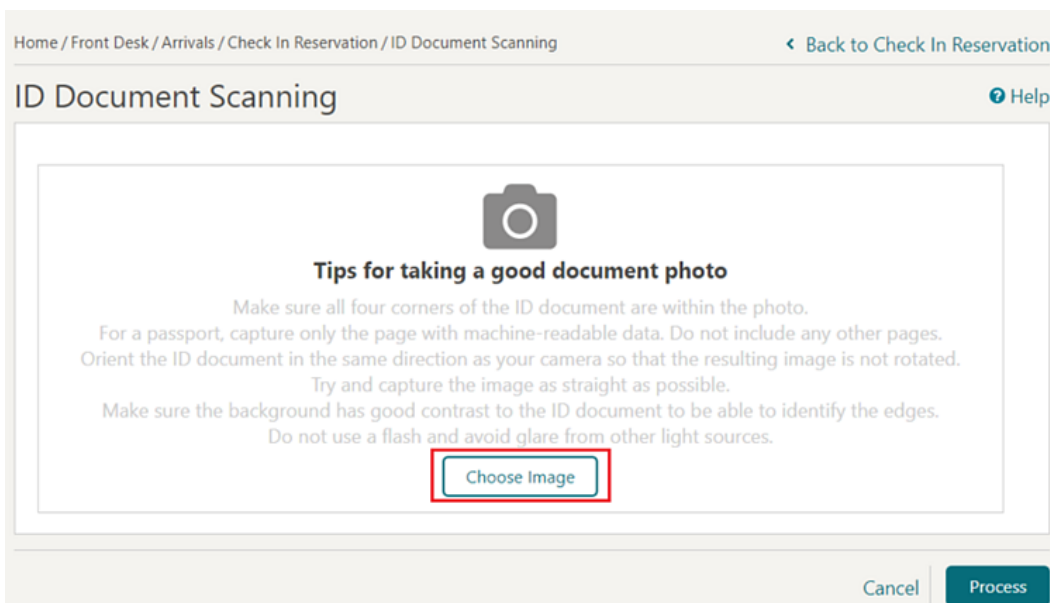 Home / Front Desk / Arrivals / Check In Reservation / ID Document Scanning
Back to Check In Reservation
ID Document Scanning
Help
Tips for taking a good document photo
Make sure all four corners of the ID document are within the photo.
For a passport, capture only the page with machine-readable data. Do not include any other pages.
Orient the ID document in the same direction as your camera so that the resulting image is not rotated.
Try and capture the image as straight as possible.
Make sure the background has good contrast to the ID document to be able to identify the edges.
Do not use a flash and avoid glare from other light sources.
Choose Image
Cancel
Process